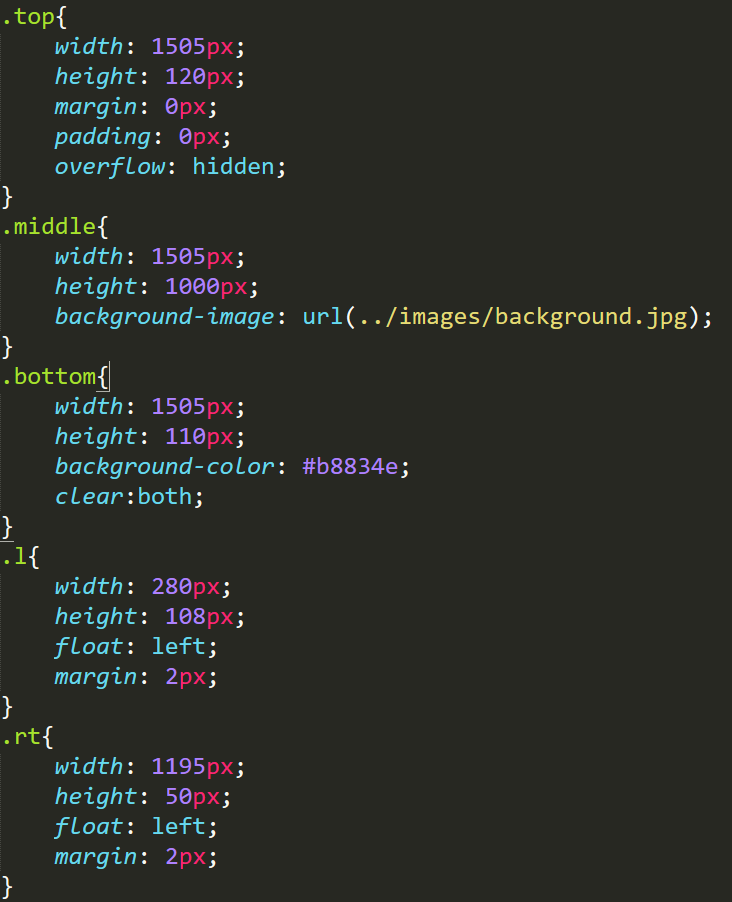 .top{
    width: 1505px;
    height: 120px;
    margin: 0px;
    padding: 0px;
    overflow: hidden;
}
.middle{
    width: 1505px;
    height: 1000px;
    background-image: url(../images/background.jpg);
}
.bottom{
    width: 1505px;
    height: 110px;
    background-color: #b8834e;
    clear:both;
}
.l{
    width: 280px;
    height: 108px;
    float: left;
    margin: 2px;
}
.rt{
    width: 1195px;
    height: 50px;
    float: left;
    margin: 2px;
}